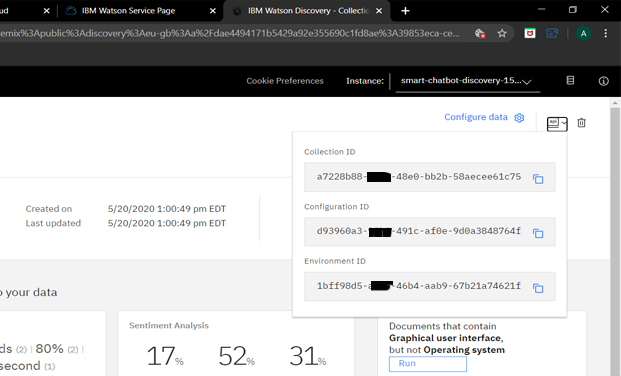 ud
IBM Watson Service Page
IBM Watson Discovery - Collectio
emix%3Apublic%3Adiscovery%3Aeu-gb%3Aa%2Fdae4494171b5429a92e355690c1fd8ae%3A39853eca-ce...
A
Cookie Preferences
Instance:
smart-chatbot-discovery-15...
Configure data
API
Collection ID
a7228b88- -48e0-bb2b-58aecee61c75
Configuration ID
d93960a3- -491c-af0e-9d0a3848764f
Environment ID
1bff98d5-a -46b4-aab9-67b21a74621f
Created on 5/20/2020 1:00:49 pm EDT
Last updated 5/20/2020 1:00:49 pm EDT
o your data
ds (2) | 80% (2) |
second (1)
Sentiment Analysis
17% 52% 31%
Documents that contain
Graphical user interface,
but not Operating system
Run